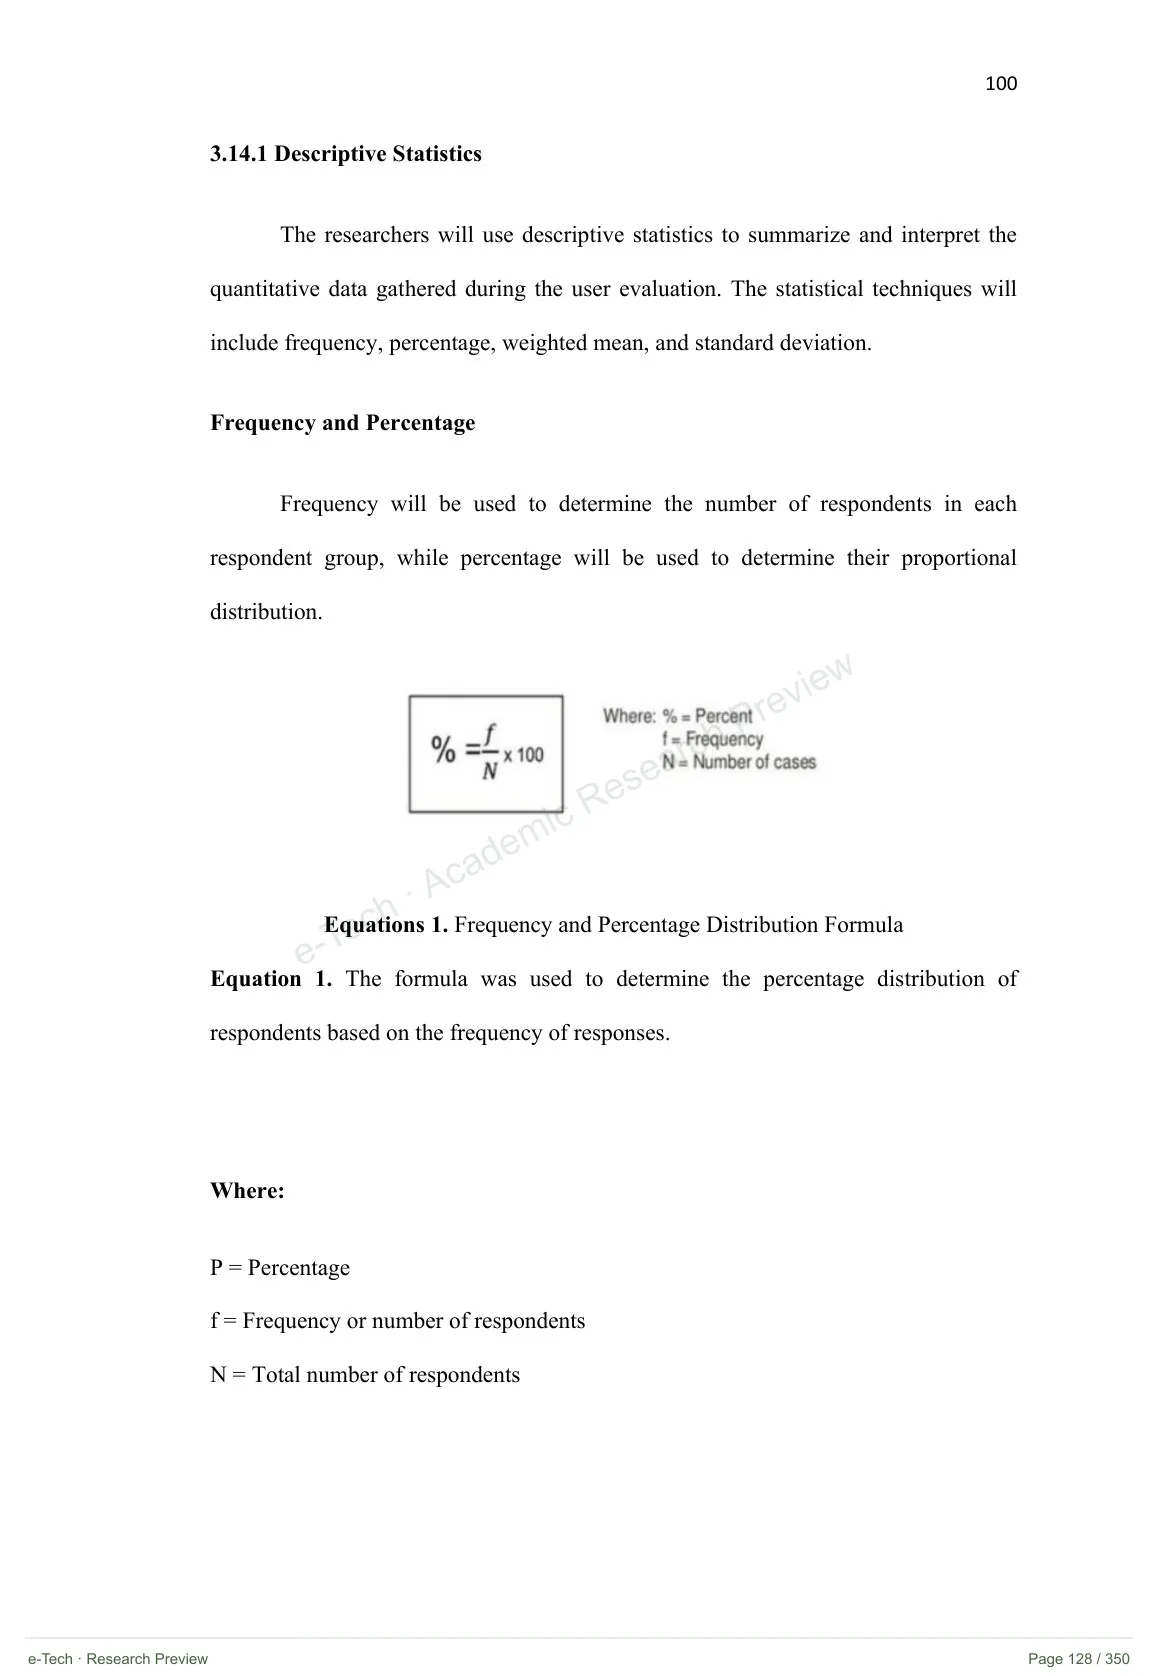 100
3.14.1 Descriptive Statistics
The researchers will use descriptive statistics to summarize and interpret the
quantitative data gathered during the user evaluation. The statistical techniques will
include frequency, percentage, weighted mean, and standard deviation.
Frequency and Percentage
Frequency will be used to determine the number of respondents in each
respondent group, while percentage will be used to determine their proportional
distribution.
% = f/N x 100
Where: % = Percent
f = Frequency
N = Number of cases
e-Tech · Academic Research Preview
Equations 1. Frequency and Percentage Distribution Formula
Equation 1. The formula was used to determine the percentage distribution of
respondents based on the frequency of responses.
Where:
P = Percentage
f = Frequency or number of respondents
N = Total number of respondents
e-Tech · Research Preview
Page 128 / 350